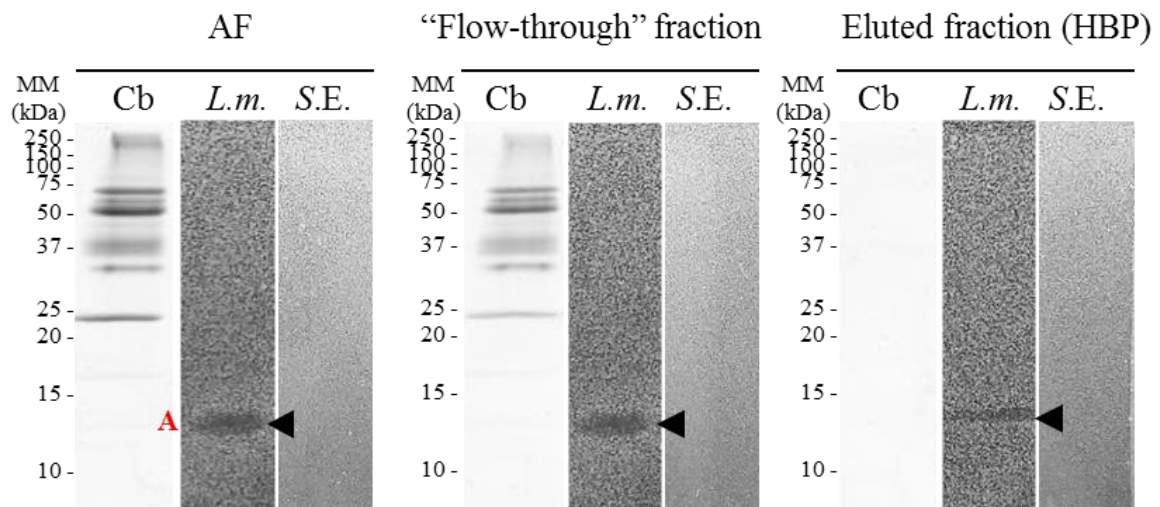 AF
“Flow-through” fraction
Eluted fraction (HBP)
MM
(kDa)
Cb
L.m.
S.E.
MM
(kDa)
Cb
L.m.
S.E.
MM
(kDa)
Cb
L.m.
S.E.
250 -
150 -
100 -
75 -
50 -
37 -
25 -
20 -
15 -
10 -
A
250 -
150 -
100 -
75 -
50 -
37 -
25 -
20 -
15 -
10 -
250 -
150 -
100 -
75 -
50 -
37 -
25 -
20 -
15 -
10 -